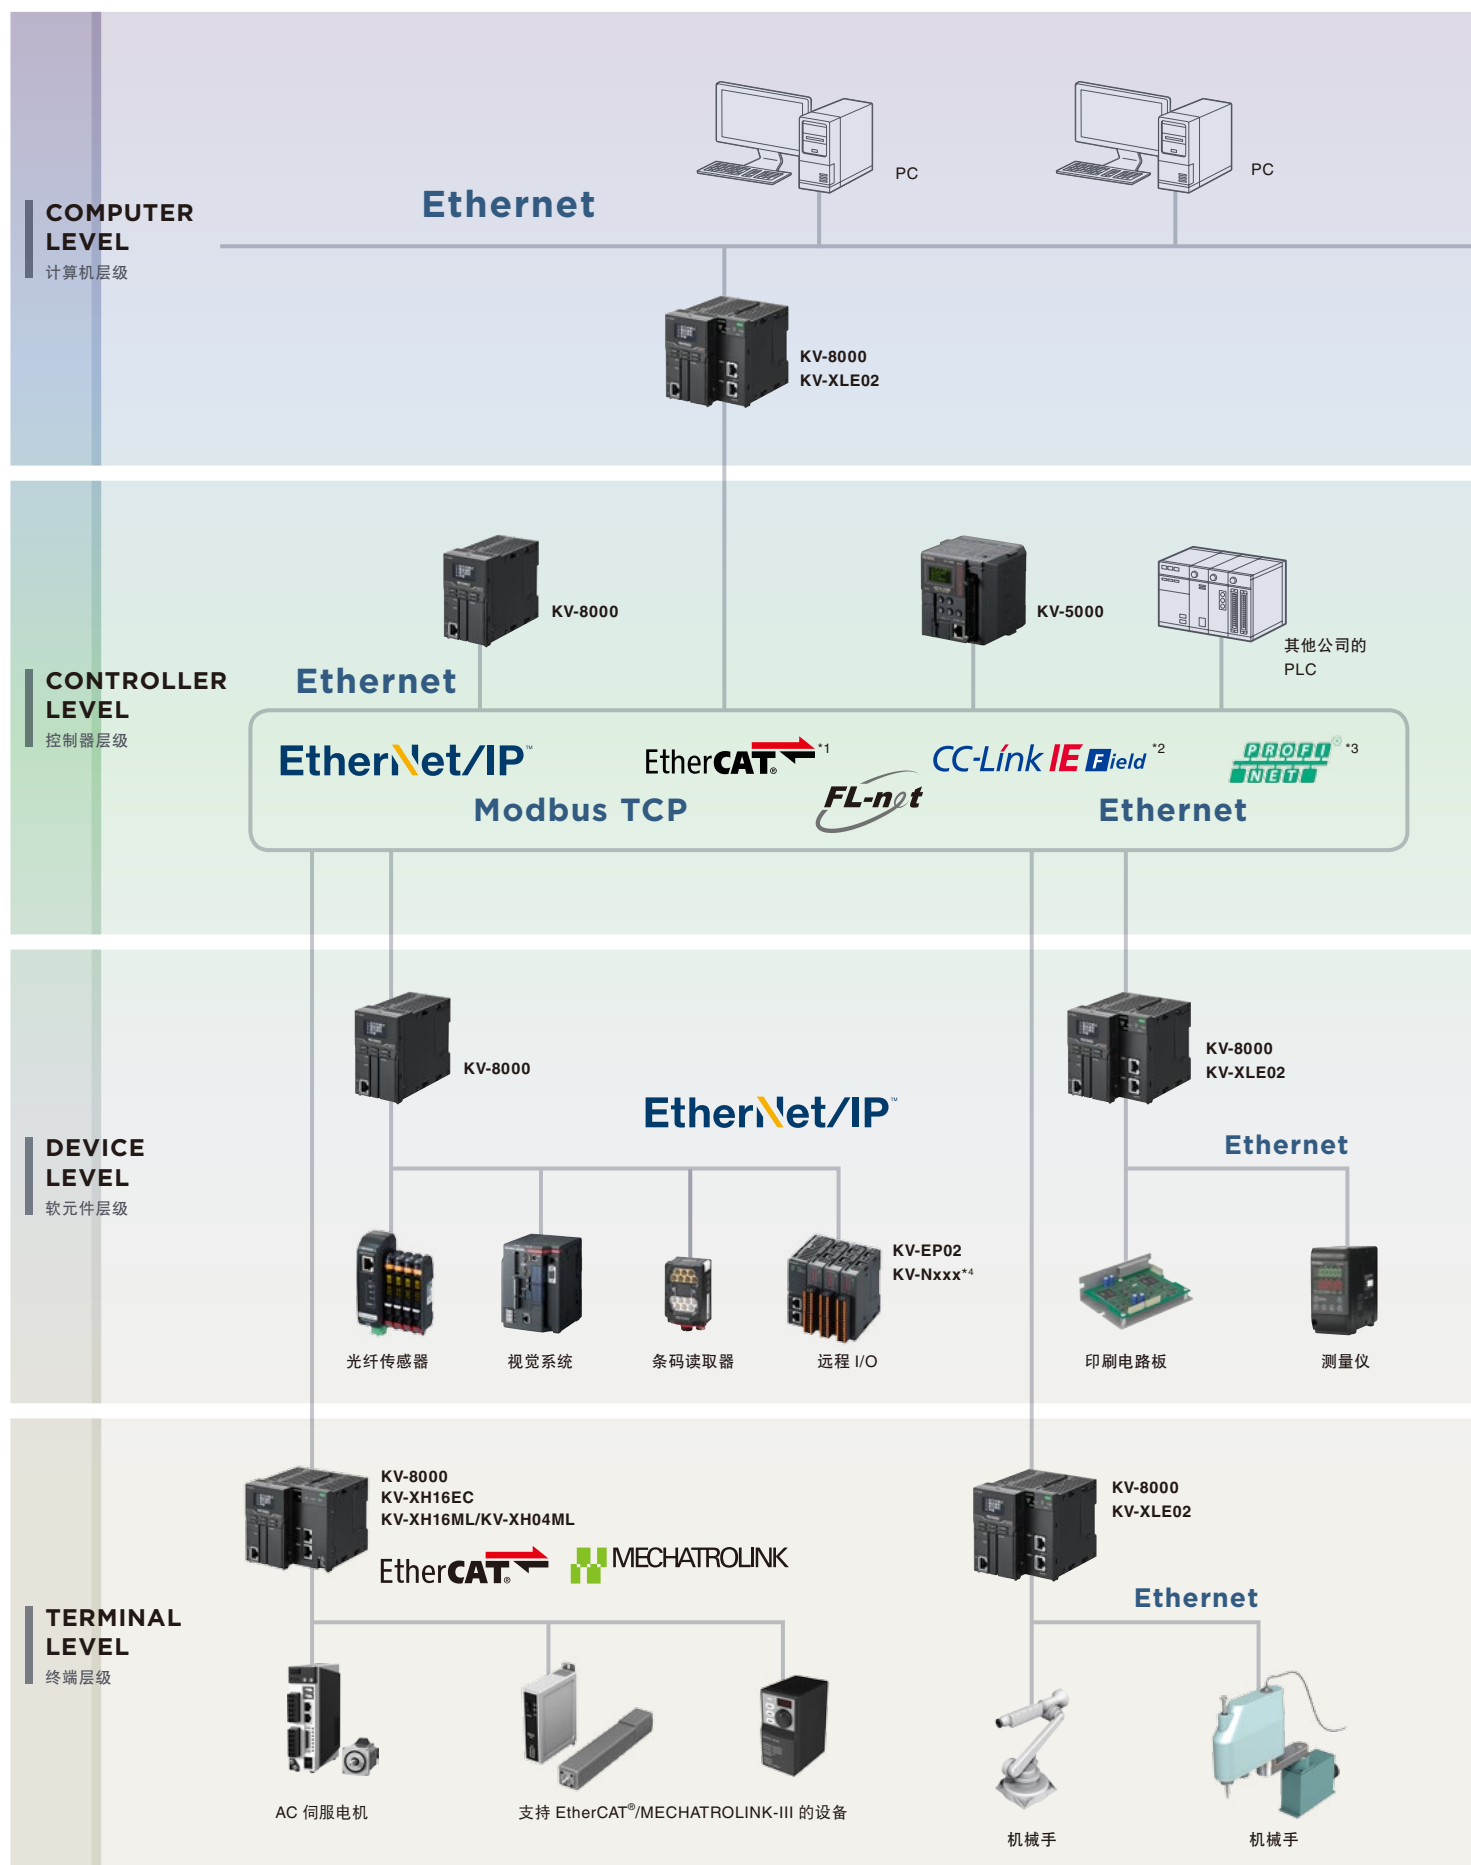 PC
PC
Ethernet
COMPUTER
LEVEL
计算机层级
KV-8000
KV-XLE02
KV-8000
KV-5000
其他公司的
PLC
CONTROLLER
LEVEL
控制器层级
Ethernet
EtherNet/IP™
EtherCAT® *1
CC-Link IE Field *2
PROFI
NET® *3
Modbus TCP
FL-net
Ethernet
KV-8000
KV-8000
KV-XLE02
EtherNet/IP™
Ethernet
DEVICE
LEVEL
软元件层级
KV-EP02
KV-Nxxx*4
光纤传感器
视觉系统
条码读取器
远程 I/O
印刷电路板
测量仪
KV-8000
KV-XH16EC
KV-XH16ML/KV-XH04ML
KV-8000
KV-XLE02
EtherCAT®
MECHATROLINK
Ethernet
TERMINAL
LEVEL
终端层级
AC 伺服电机
支持 EtherCAT®/MECHATROLINK-III 的设备
机械手
机械手